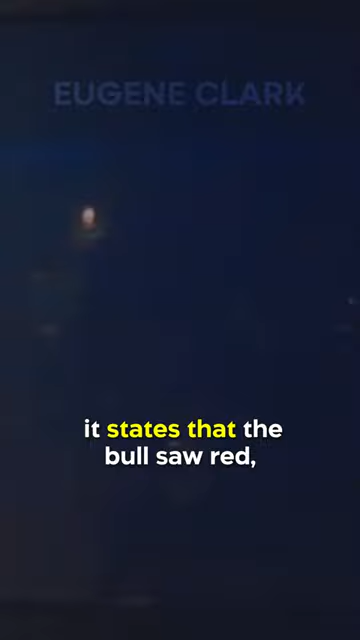 EUGENE CLARK
it states that the
bull saw red,